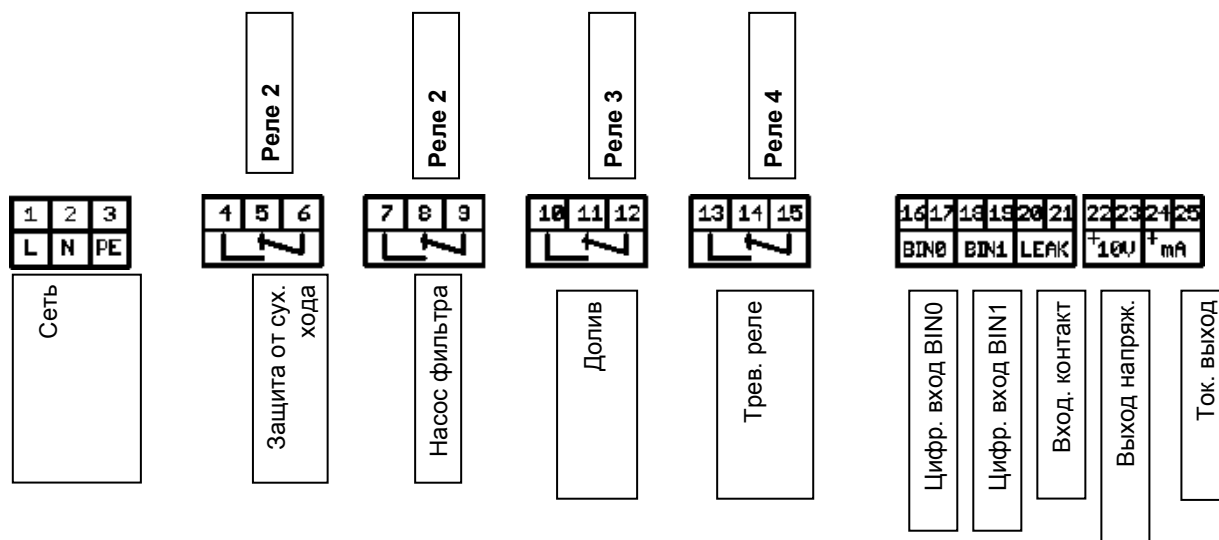 Реле 2
Реле 2
Реле 3
Реле 4
1 2 3
L N PE
4 5 6
7 8 9
10 11 12
13 14 15
16 17 18 19 20 21
BIN0 BIN1 LEAK
22 23 24 25
+10V +mA
Сеть
Защита от сух.
хода
Насос фильтра
Долив
Трев. реле
Цифр. вход BIN0
Цифр. вход BIN1
Вход. контакт
Выход напряж.
Ток. выход